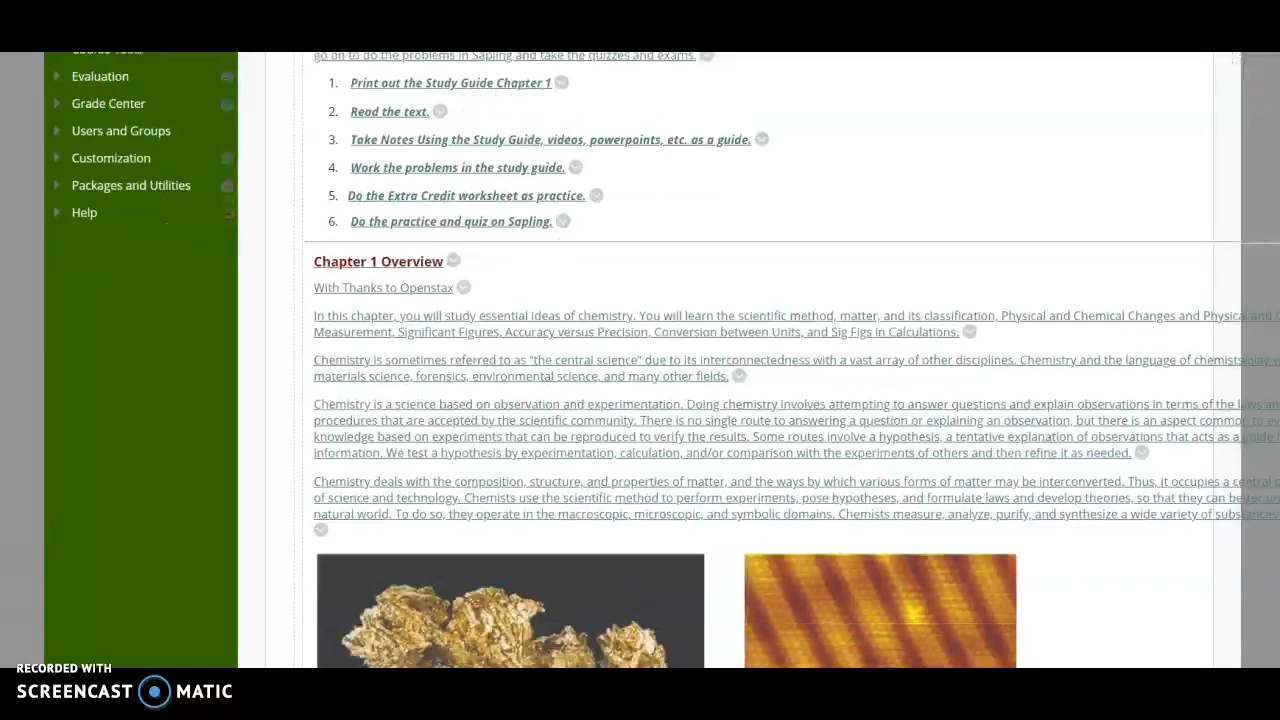 Evaluation
Grade Center
Users and Groups
Customization
Packages and Utilities
Help
go on to do the problems in Sapling and take the quizzes and exams.
1. Print out the Study Guide Chapter 1
2. Read the text.
3. Take Notes Using the Study Guide, videos, powerpoints, etc. as a guide.
4. Work the problems in the study guide.
5. Do the Extra Credit worksheet as practice.
6. Do the practice and quiz on Sapling.
Chapter 1 Overview
With Thanks to Openstax
In this chapter, you will study essential ideas of chemistry. You will learn the scientific method, matter, and its classification, Physical and Chemical Changes and Physical and
Measurement, Significant Figures, Accuracy versus Precision, Conversion between Units, and Sig Figs in Calculations.
Chemistry is sometimes referred to as "the central science" due to its interconnectedness with a vast array of other disciplines. Chemistry and the language of chemists
materials science, forensics, environmental science, and many other fields.
Chemistry is a science based on observation and experimentation. Doing chemistry involves attempting to answer questions and explain observations in terms of the laws
procedures that are accepted by the scientific community. There is no single route to answering a question or explaining an observation, but there is an aspect common to
knowledge based on experiments that can be reproduced to verify the results. Some routes involve a hypothesis, a tentative explanation of observations that acts as a guide
information. We test a hypothesis by experimentation, calculation, and/or comparison with the experiments of others and then refine it as needed.
Chemistry deals with the composition, structure, and properties of matter, and the ways by which various forms of matter may be interconverted. Thus, it occupies a central
of science and technology. Chemists use the scientific method to perform experiments, pose hypotheses, and formulate laws and develop theories, so that they can better
natural world. To do so, they operate in the macroscopic, microscopic, and symbolic domains. Chemists measure, analyze, purify, and synthesize a wide variety of substances
RECORDED WITH
SCREENCAST MATIC